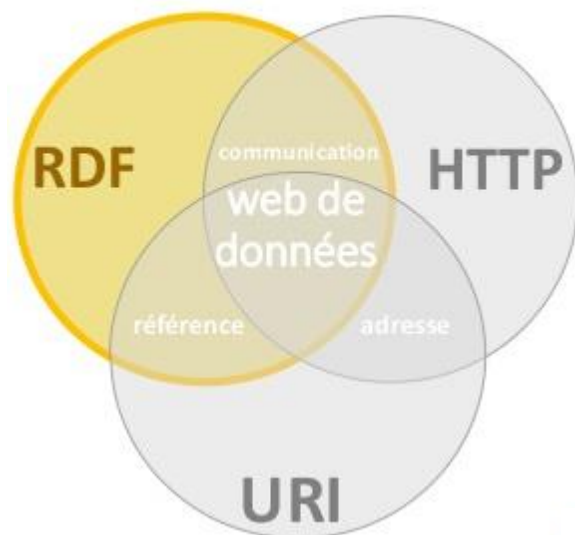 communication
RDF
HTTP
web de
données
référence
adresse
URI